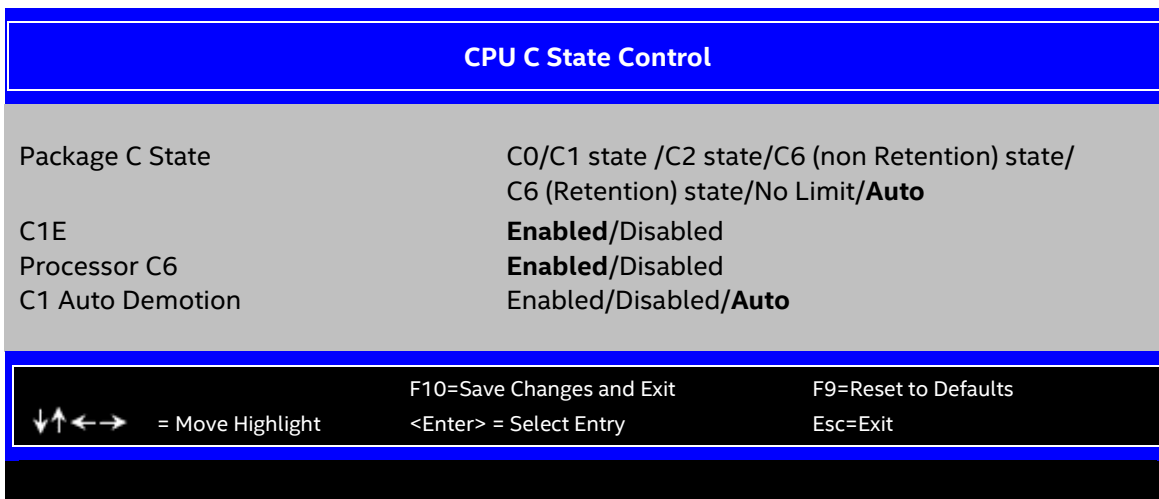 CPU C State Control
Package C State C0/C1 state /C2 state/C6 (non Retention) state/
C6 (Retention) state/No Limit/Auto
C1E Enabled/Disabled
Processor C6 Enabled/Disabled
C1 Auto Demotion Enabled/Disabled/Auto
F10=Save Changes and Exit F9=Reset to Defaults
↓↑←→ = Move Highlight <Enter> = Select Entry Esc=Exit